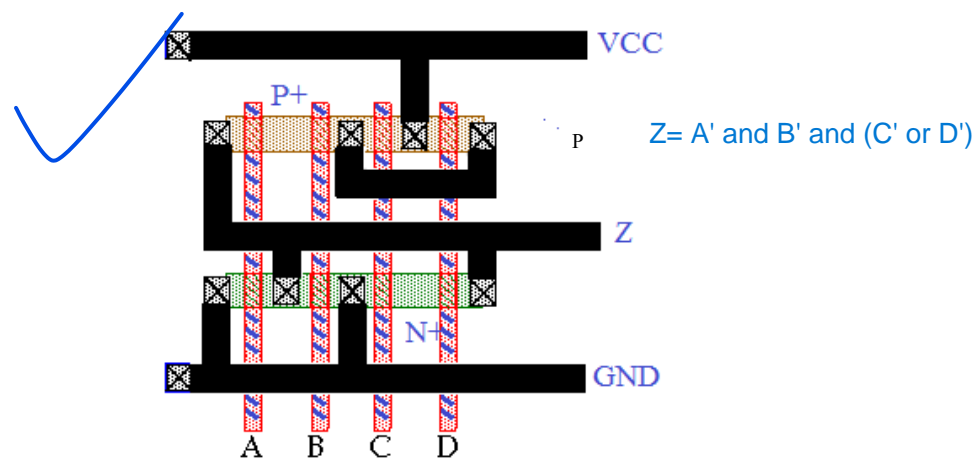 VCC
P+
P
Z= A' and B' and (C' or D')
Z
N+
GND
A B C D